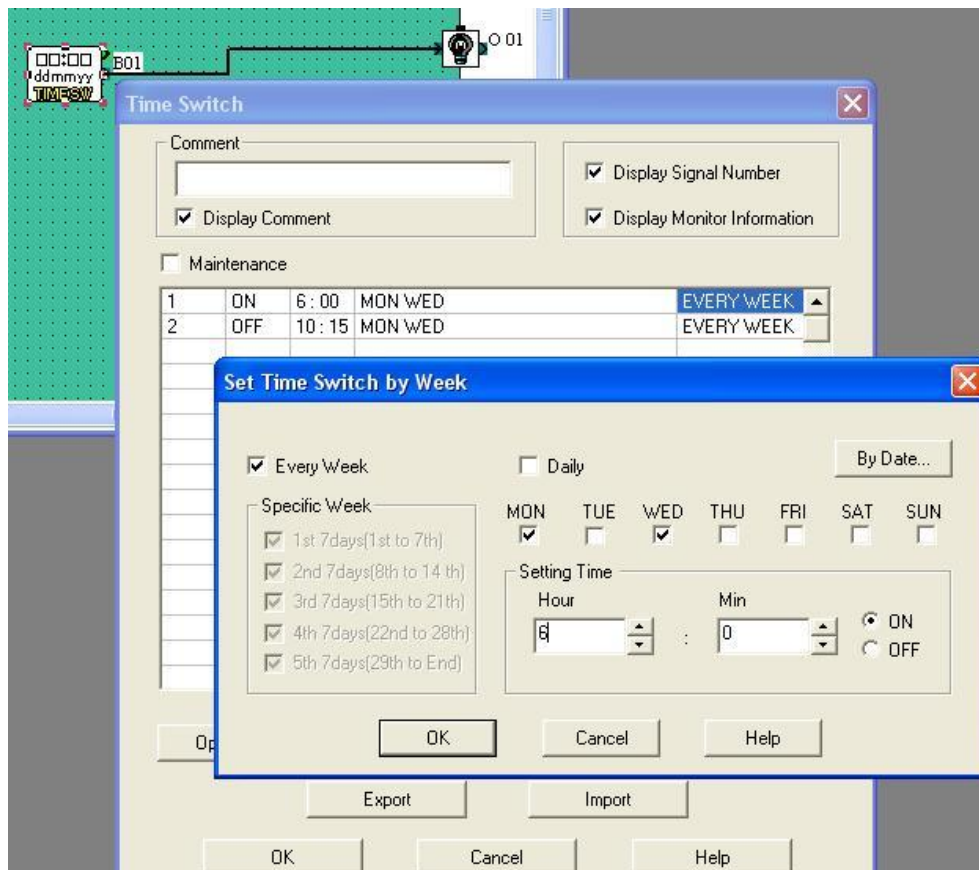 O 01
B01
ddmmyy
TIMESW
Time Switch
Comment
Display Signal Number
Display Comment
Display Monitor Information
Maintenance
1 ON 6 : 00 MON WED EVERY WEEK
2 OFF 10 : 15 MON WED EVERY WEEK
Set Time Switch by Week
Every Week
Daily
By Date...
Specific Week
MON TUE WED THU FRI SAT SUN
1st 7days(1st to 7th)
2nd 7days(8th to 14 th)
3rd 7days(15th to 21th)
4th 7days(22nd to 28th)
5th 7days(29th to End)
Setting Time
Hour Min
6 : 0
ON
OFF
OK Cancel Help
Export Import
OK Cancel Help